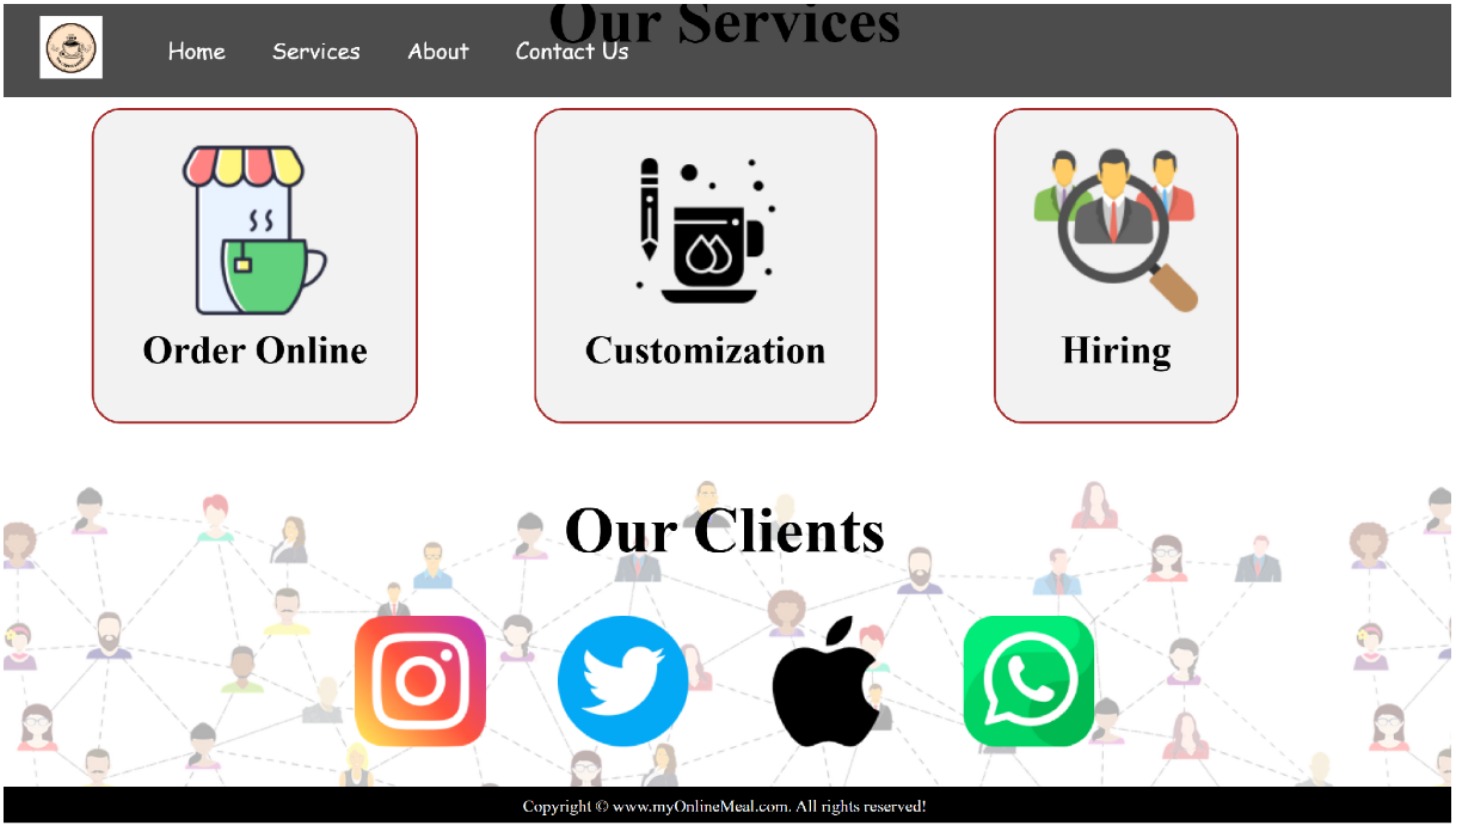 Our Services
Home Services About Contact Us
Order Online Customization Hiring
Our Clients
Copyright © www.myOnlineMeal.com. All rights reserved!